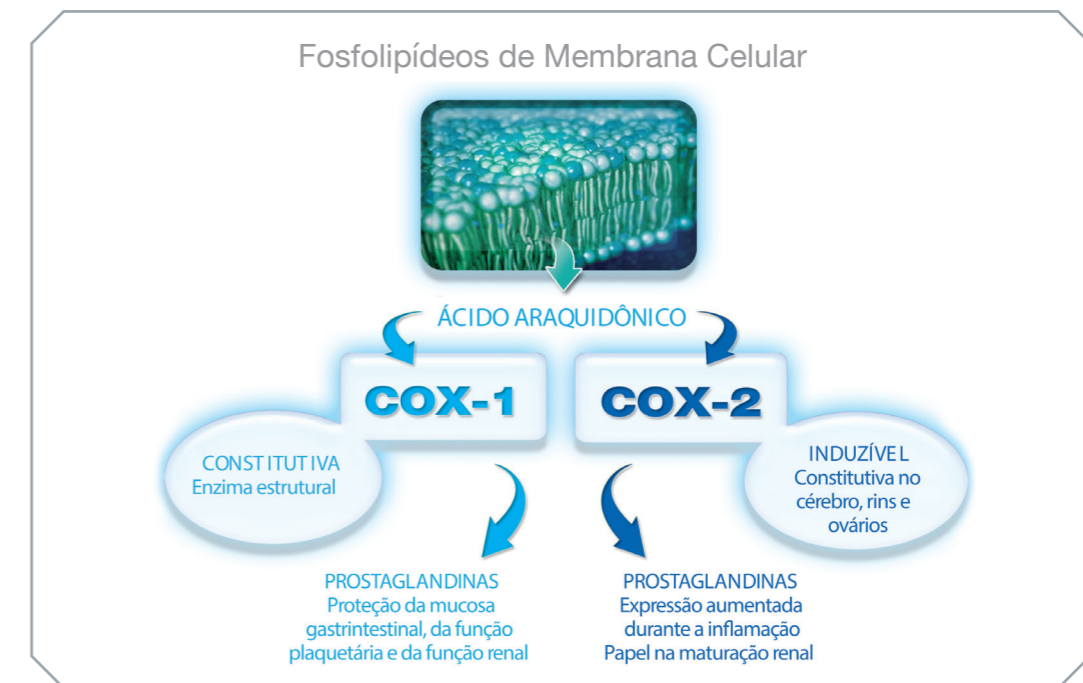 Fosfolipídeos de Membrana Celular
ÁCIDO ARAQUIDÔNICO
COX-1
COX-2
CONSTITUTIVA
Enzima estrutural
INDUZÍVEL
Constitutiva no
cérebro, rins e
ovários
PROSTAGLANDINAS
Proteção da mucosa
gastrintestinal, da função
plaquetária e da função renal
PROSTAGLANDINAS
Expressão aumentada
durante a inflamação
Papel na maturação renal